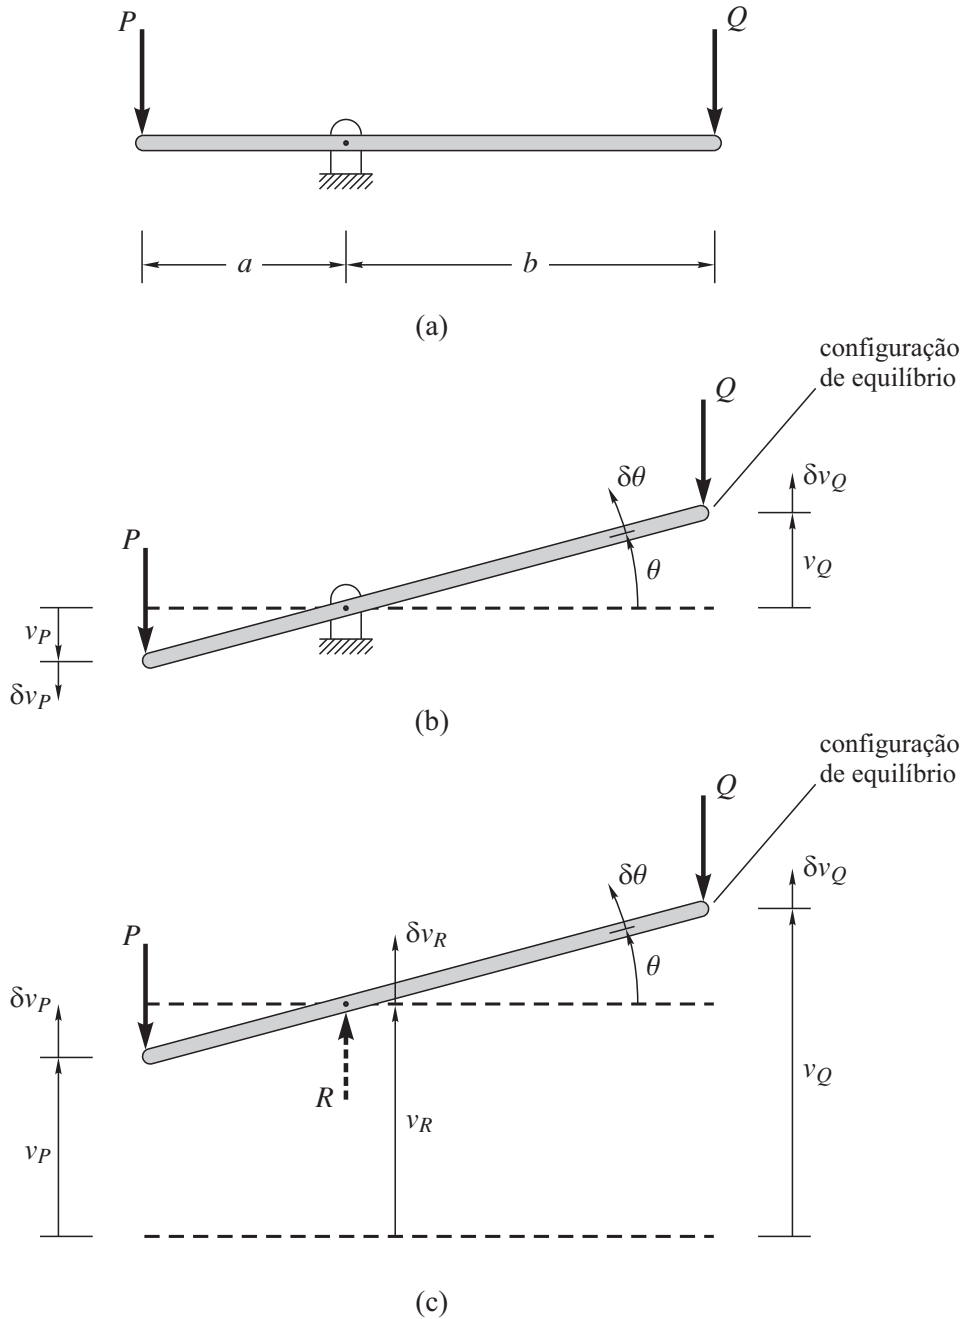 P
Q
a
b
(a)
configuração
de equilíbrio
Q
δv_Q
δθ
P
θ
v_Q
v_P
δv_P
(b)
configuração
de equilíbrio
Q
δv_Q
δθ
P
δv_R
θ
δv_P
R
v_Q
v_R
v_P
(c)